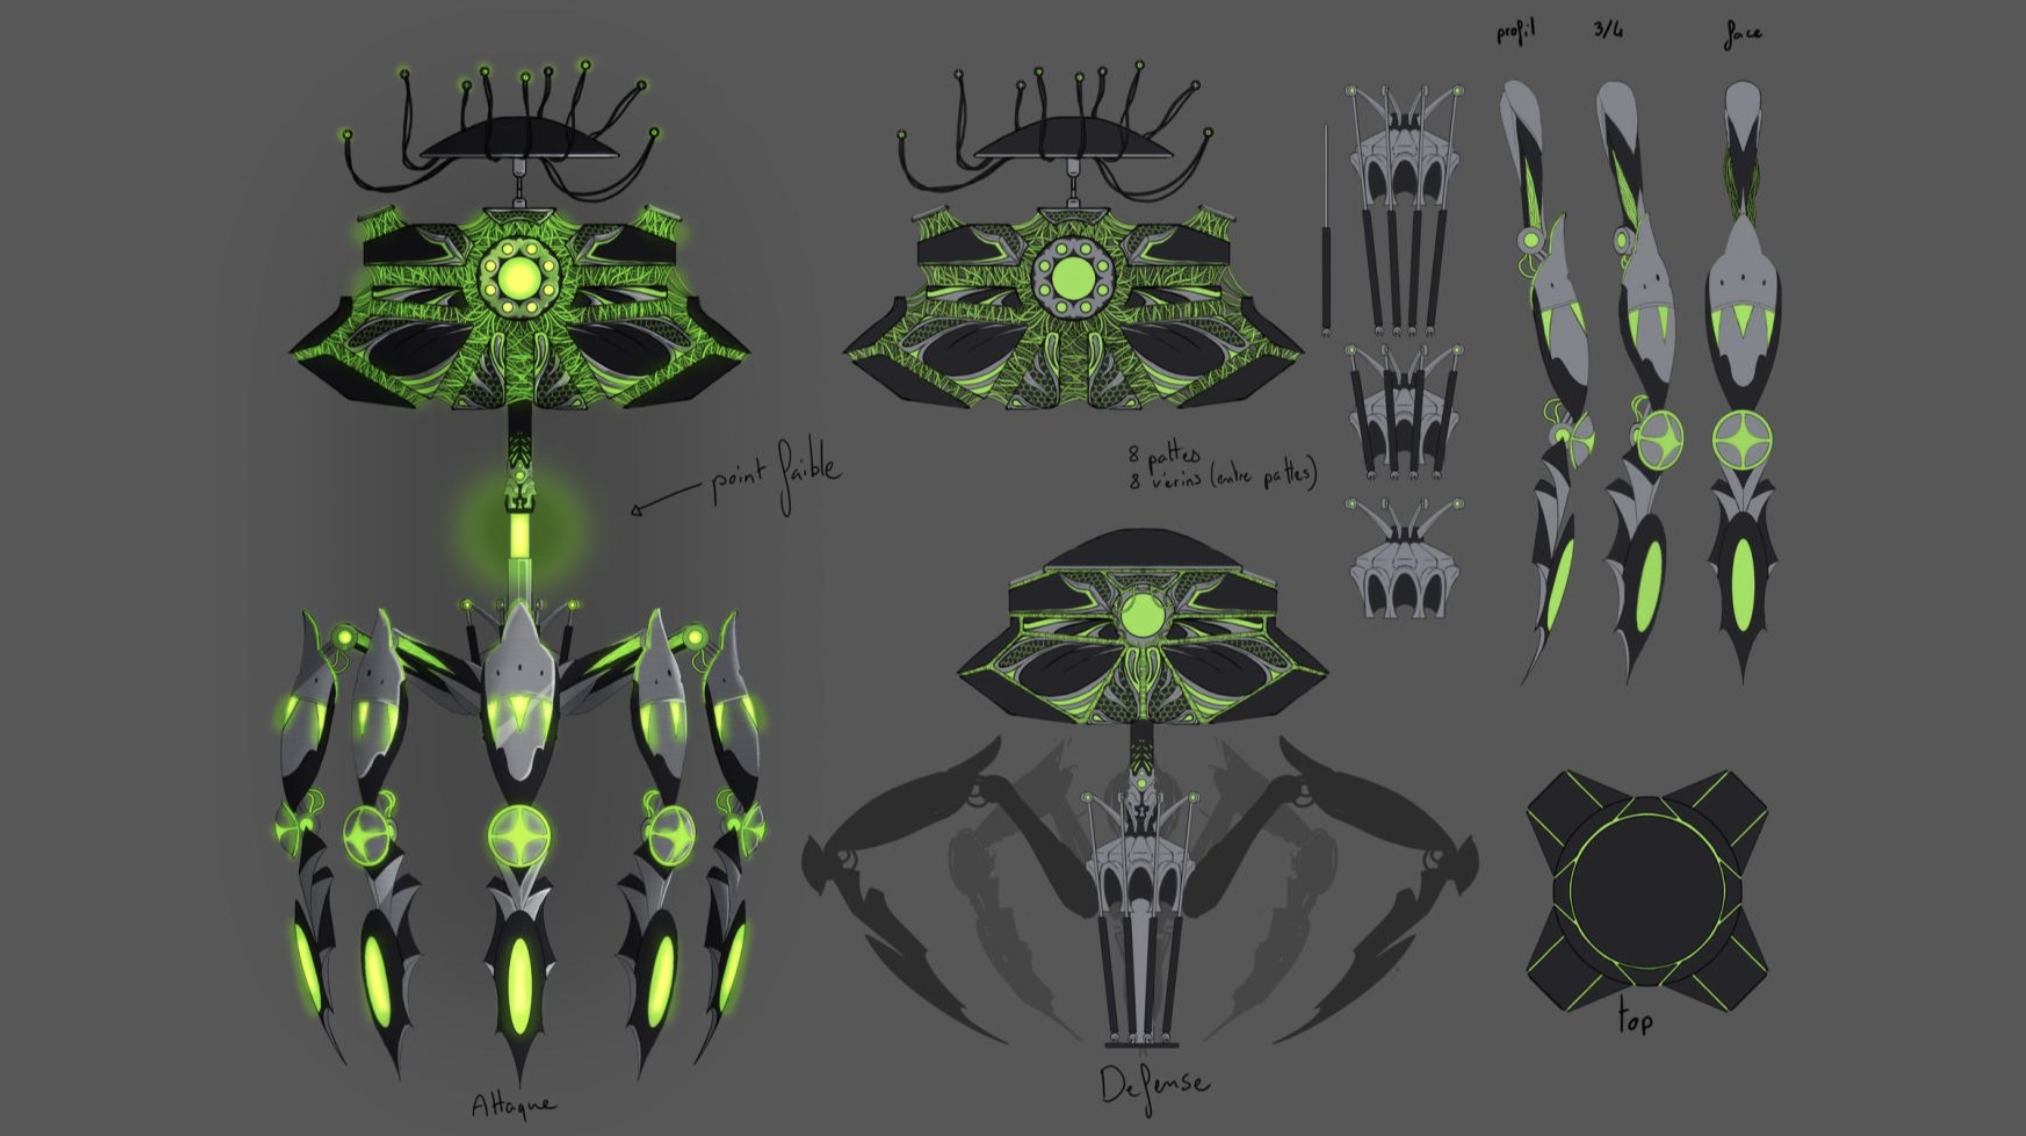 profil
3/4
face
point faible
8 pattes
8 vérins (entre pattes)
top
Attaque
Defense